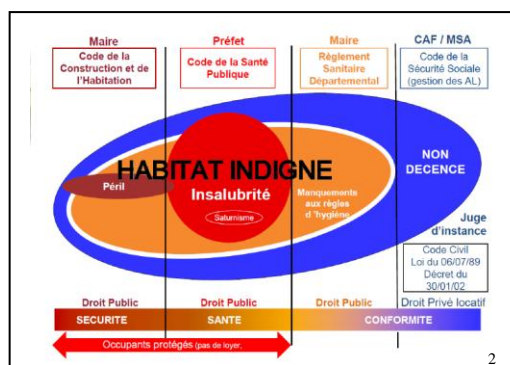 Maire
Préfet
Maire
CAF / MSA
Code de la
Construction et de
l'Habitation
Code de la Santé
Publique
Règlement
Sanitaire
Départemental
Code de la
Sécurité Sociale
(gestion des AL)
HABITAT INDIGNE
Péril
Insalubrité
Saturnisme
Manquements
aux règles
d 'hygiène
NON
DECENCE
Juge
d'instance
Code Civil
Loi du 06/07/89
Décret du
30/01/02
Droit Public
Droit Public
Droit Public
Droit Privé locatif
SECURITE
SANTE
CONFORMITE
Occupants protégés (pas de loyer,
2